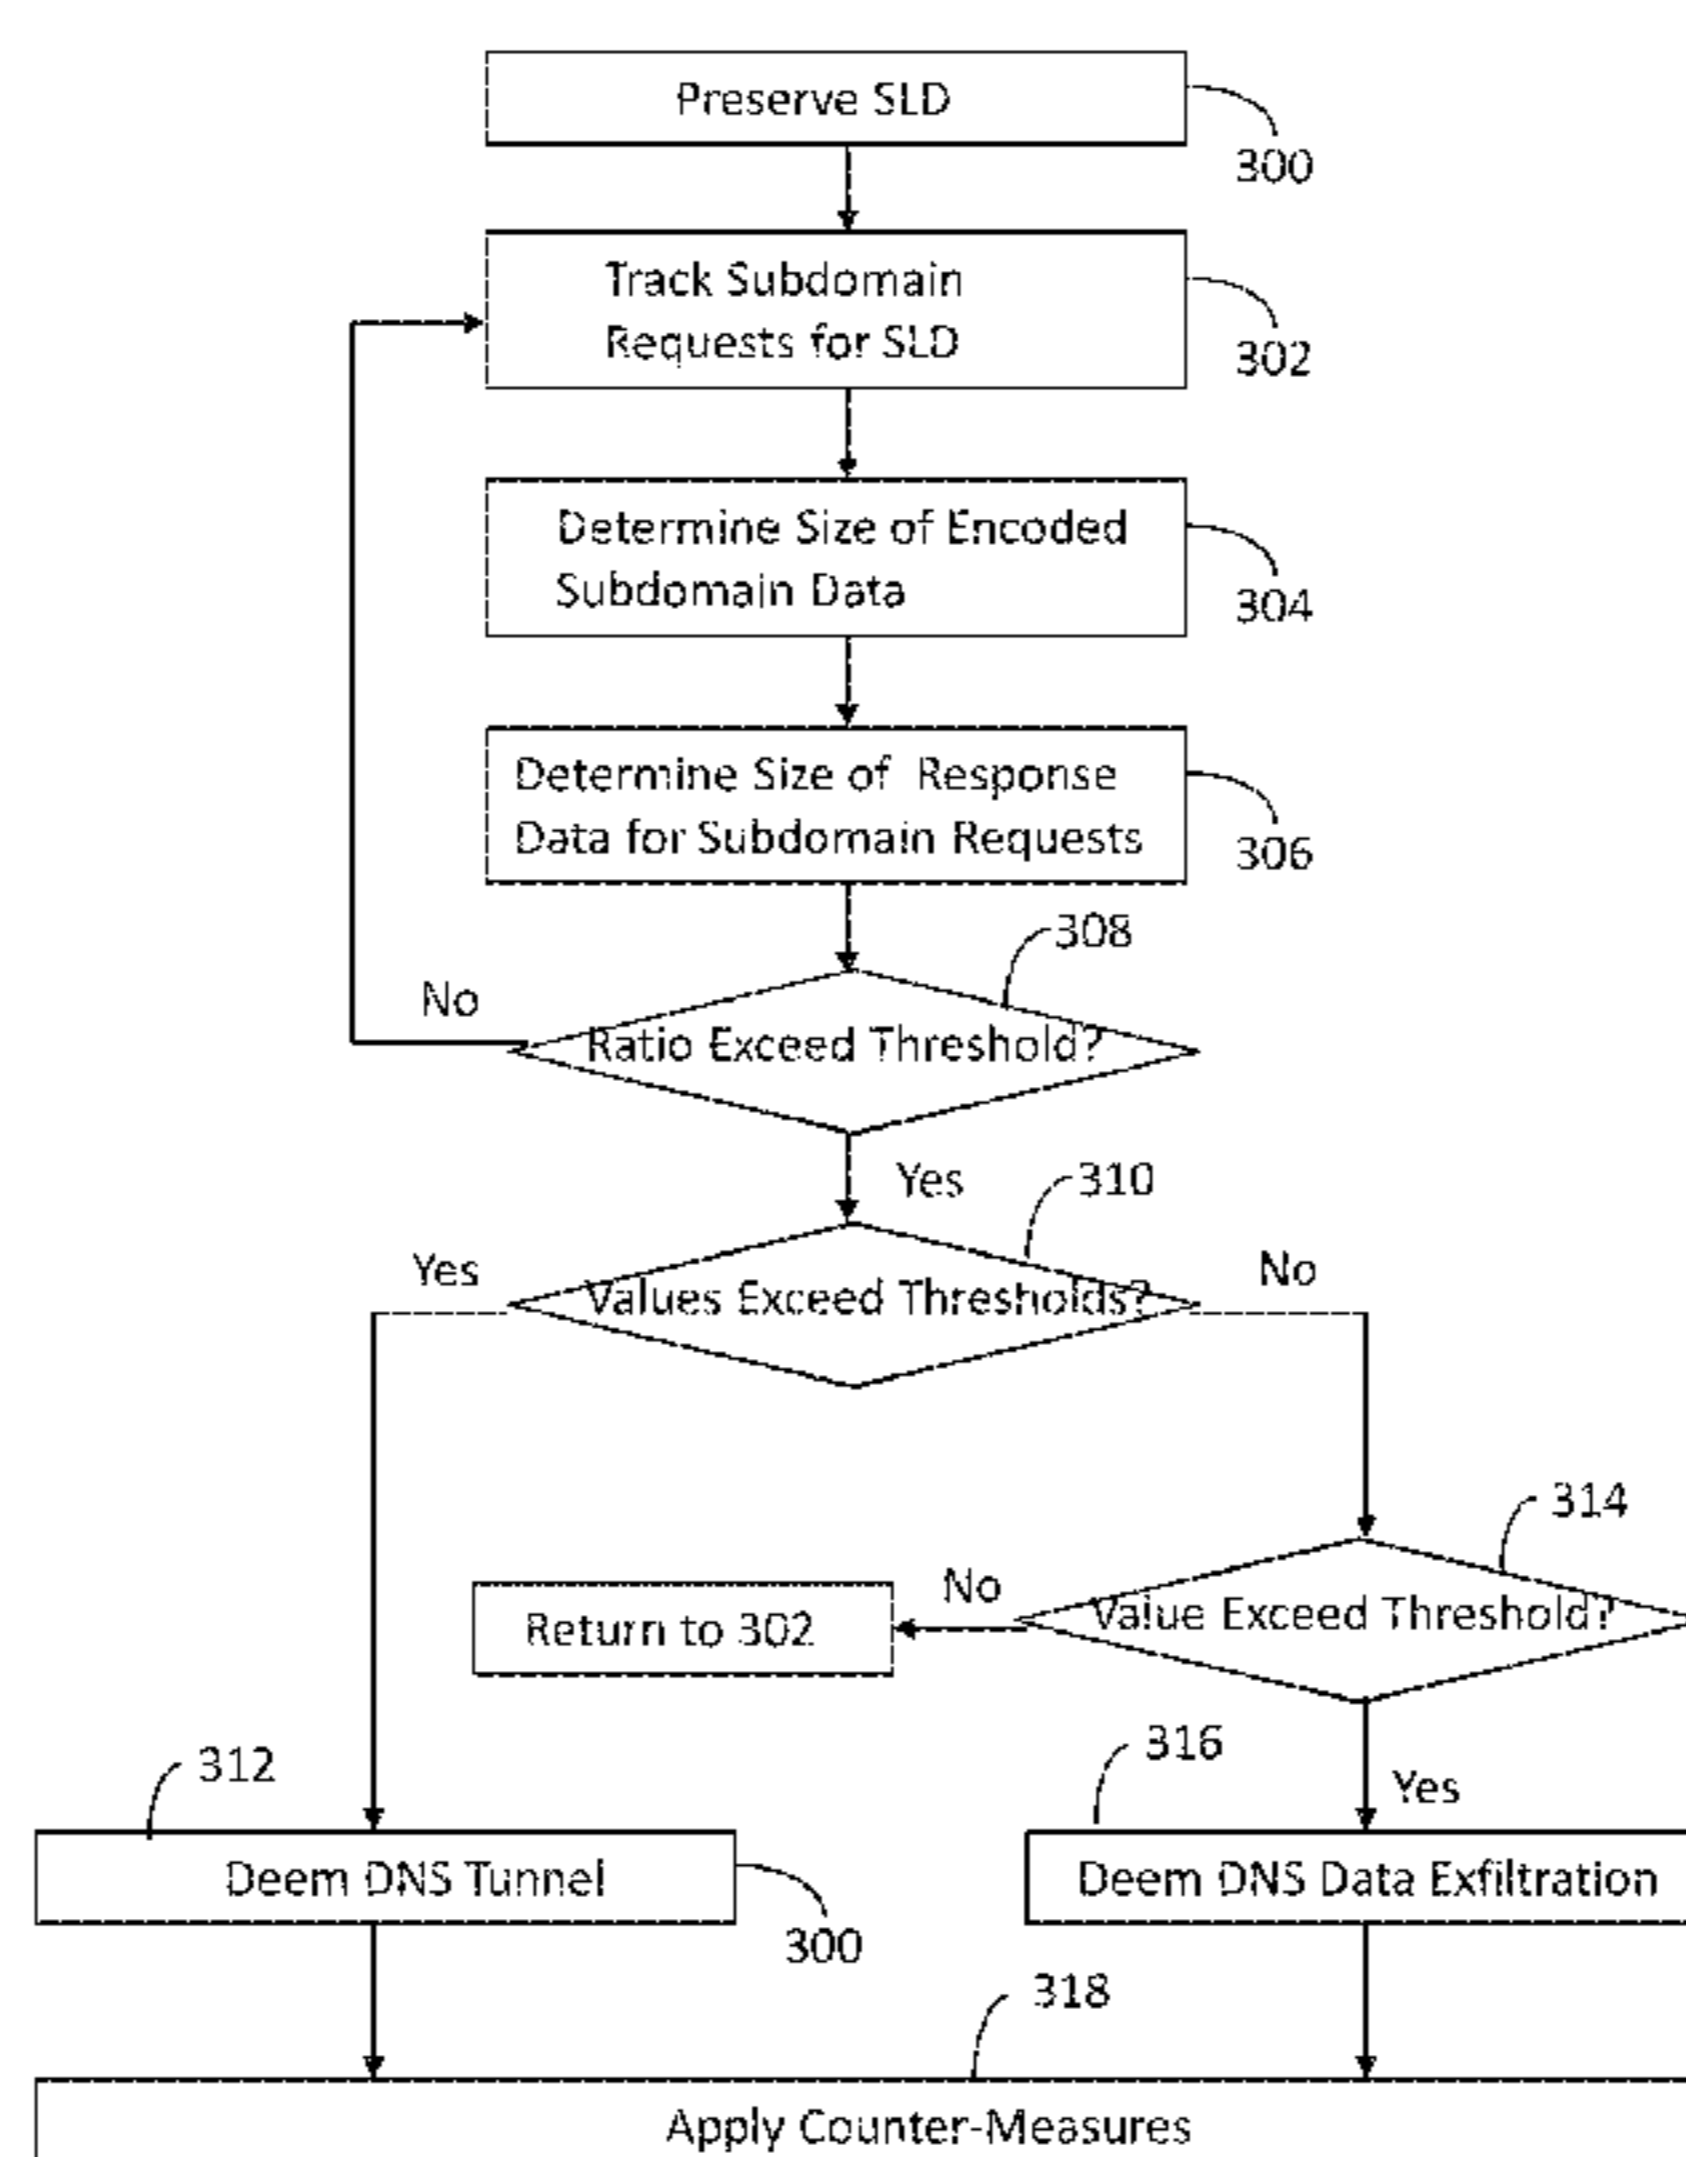 Preserve SLD
300
Track Subdomain
Requests for SLD
302
Determine Size of Encoded
Subdomain Data
304
Determine Size of Response
Data for Subdomain Requests
306
308
No
Ratio Exceed Threshold?
Yes
310
Yes
No
Values Exceed Thresholds?
314
No
Value Exceed Threshold?
Return to 302
316
312
Yes
Deem DNS Tunnel
Deem DNS Data Exfiltration
300
318
Apply Counter-Measures